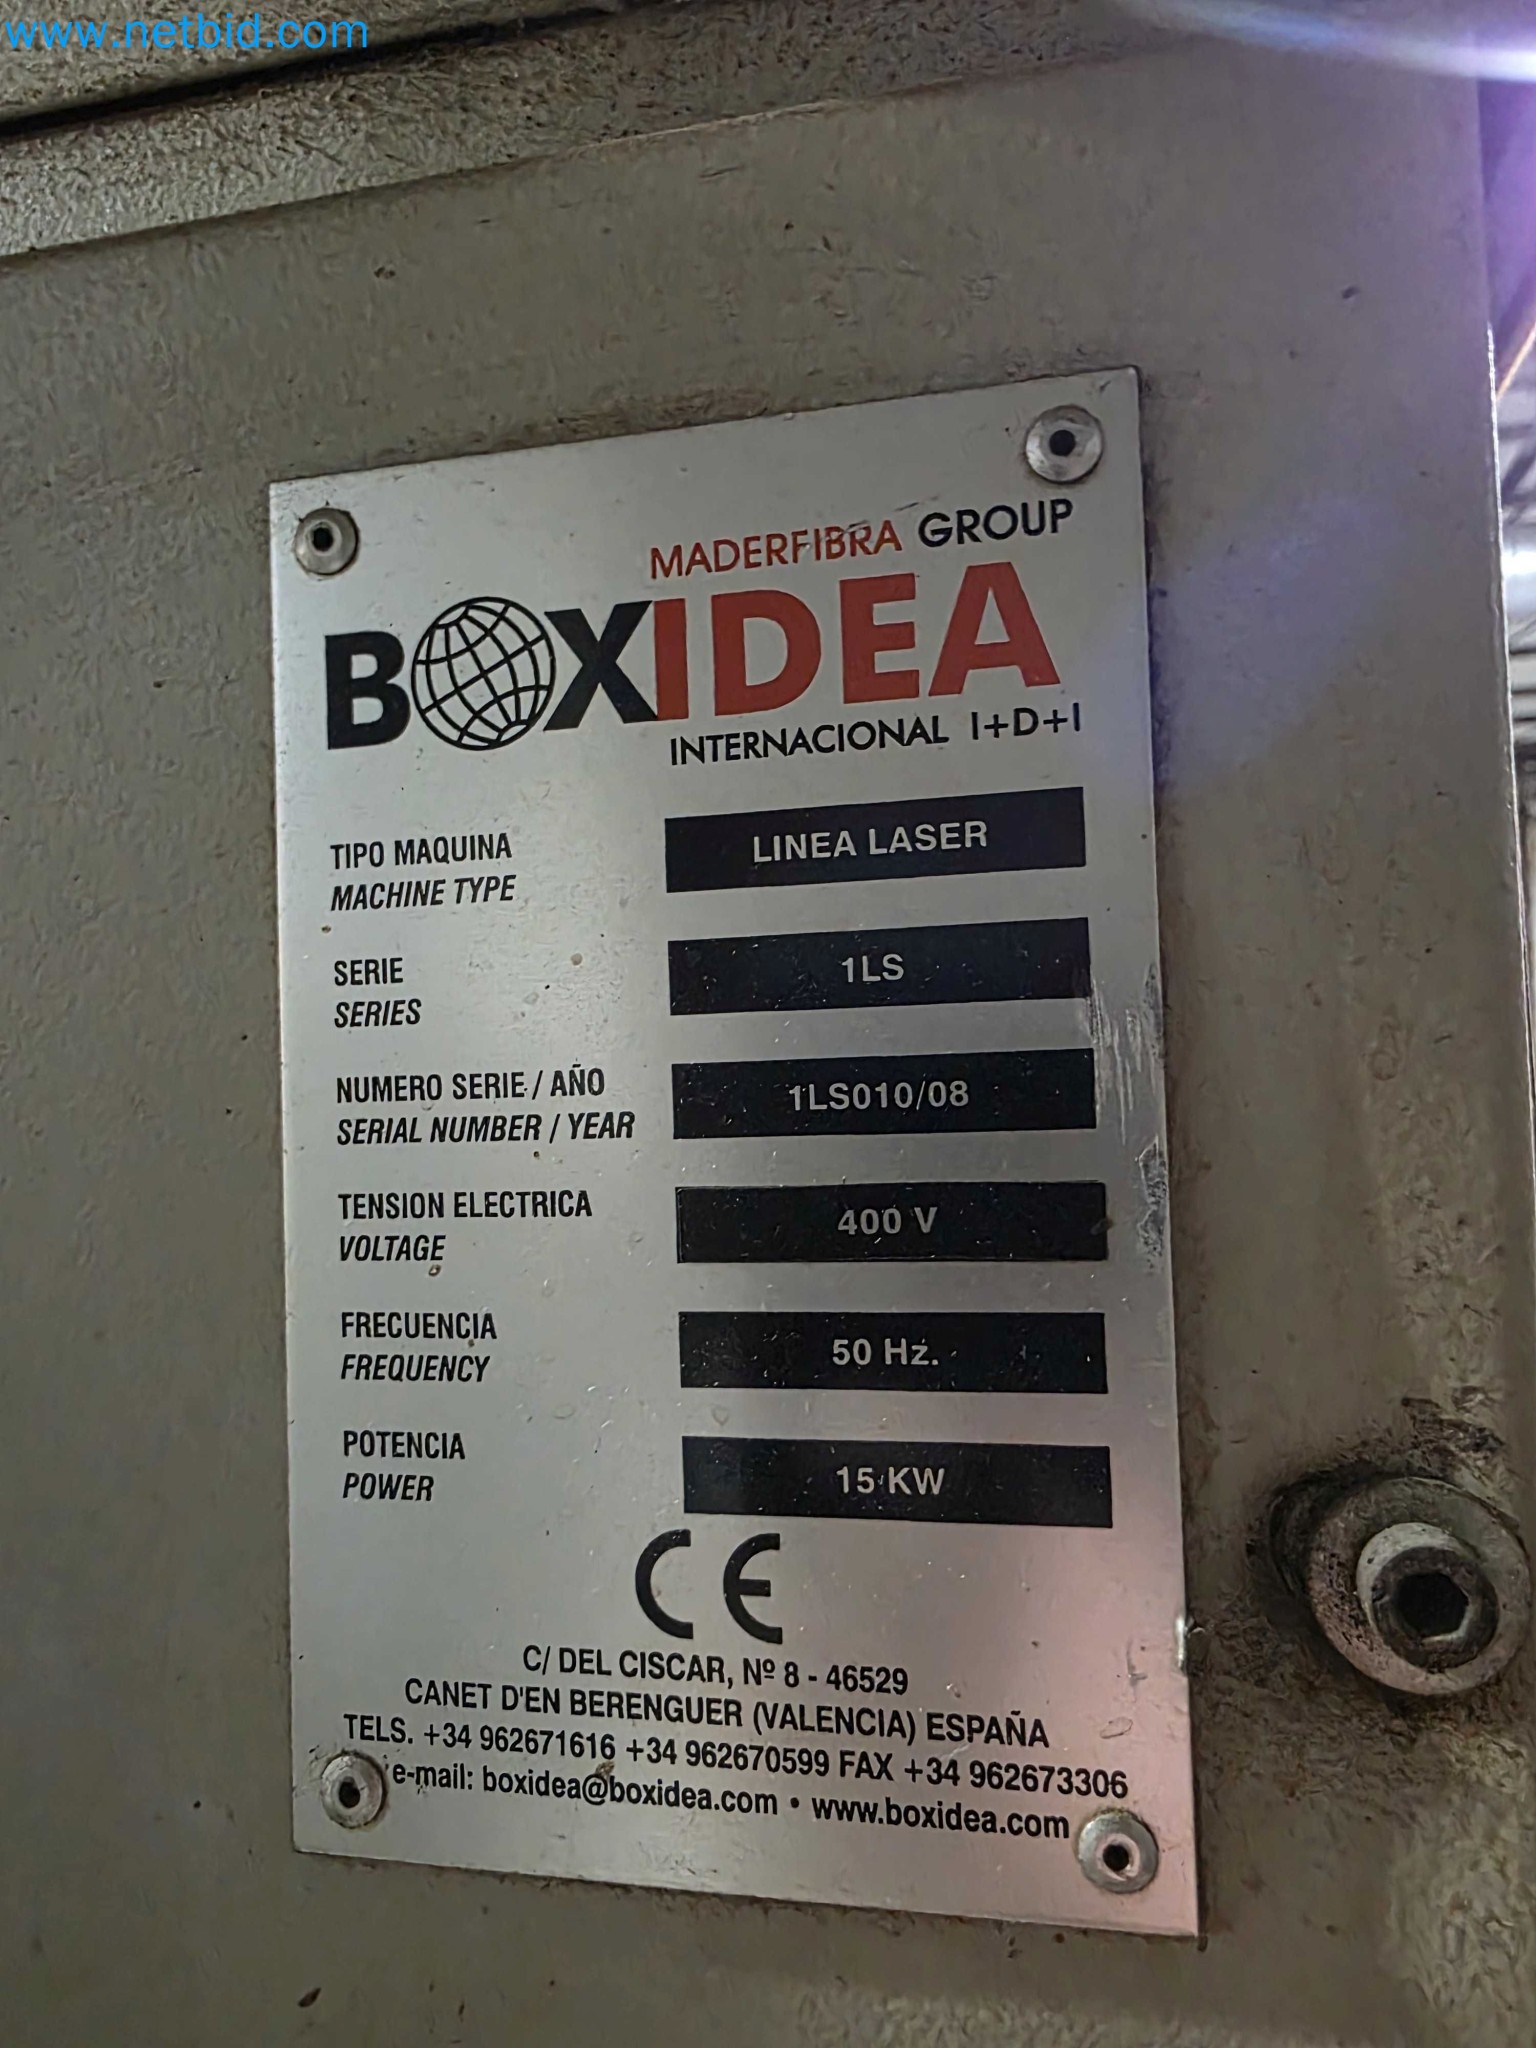 www.netbid.com
MADERFIBRA GROUP
BOXIDEA
INTERNACIONAL I+D+I
TIPO MAQUINA
MACHINE TYPE
LINEA LASER
SERIE
SERIES
1LS
NUMERO SERIE / AÑO
SERIAL NUMBER / YEAR
1LS010/08
TENSION ELECTRICA
VOLTAGE
400 V
FRECUENCIA
FREQUENCY
50 Hz.
POTENCIA
POWER
15 KW
CE
C/ DEL CISCAR, Nº 8 - 46529
CANET D'EN BERENGUER (VALENCIA) ESPAÑA
TELS. +34 962671616 +34 962670599 FAX +34 962673306
e-mail: boxidea@boxidea.com • www.boxidea.com